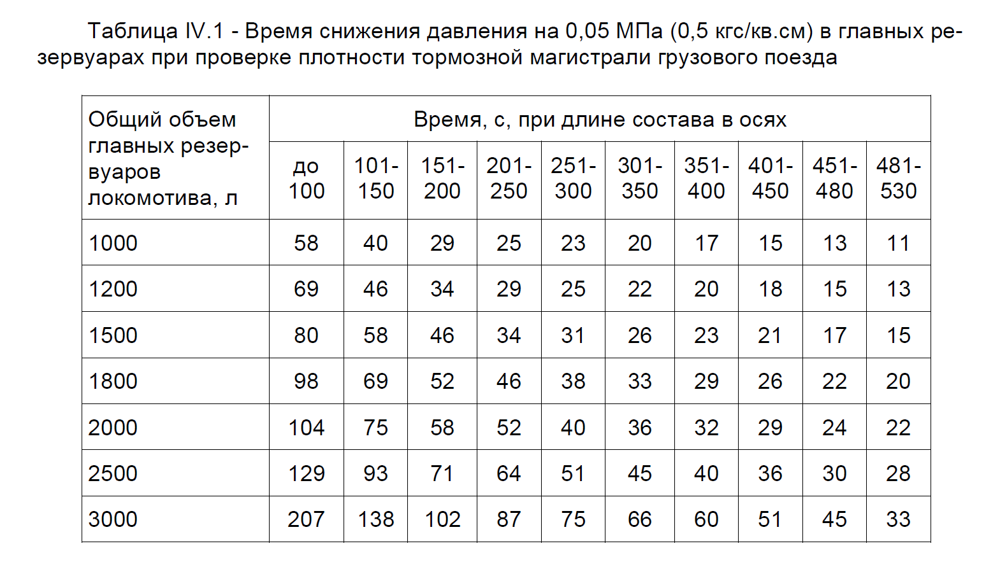 Таблица IV.1 - Время снижения давления на 0,05 МПа (0,5 кгс/кв.см) в главных ре-
зервуарах при проверке плотности тормозной магистрали грузового поезда
Общий объем
главных резер-
вуаров
локомотива, л
Время, с, при длине состава в осях
до 101- 151- 201- 251- 301- 351- 401- 451- 481-
100 150 200 250 300 350 400 450 480 530
1000 58 40 29 25 23 20 17 15 13 11
1200 69 46 34 29 25 22 20 18 15 13
1500 80 58 46 34 31 26 23 21 17 15
1800 98 69 52 46 38 33 29 26 22 20
2000 104 75 58 52 40 36 32 29 24 22
2500 129 93 71 64 51 45 40 36 30 28
3000 207 138 102 87 75 66 60 51 45 33